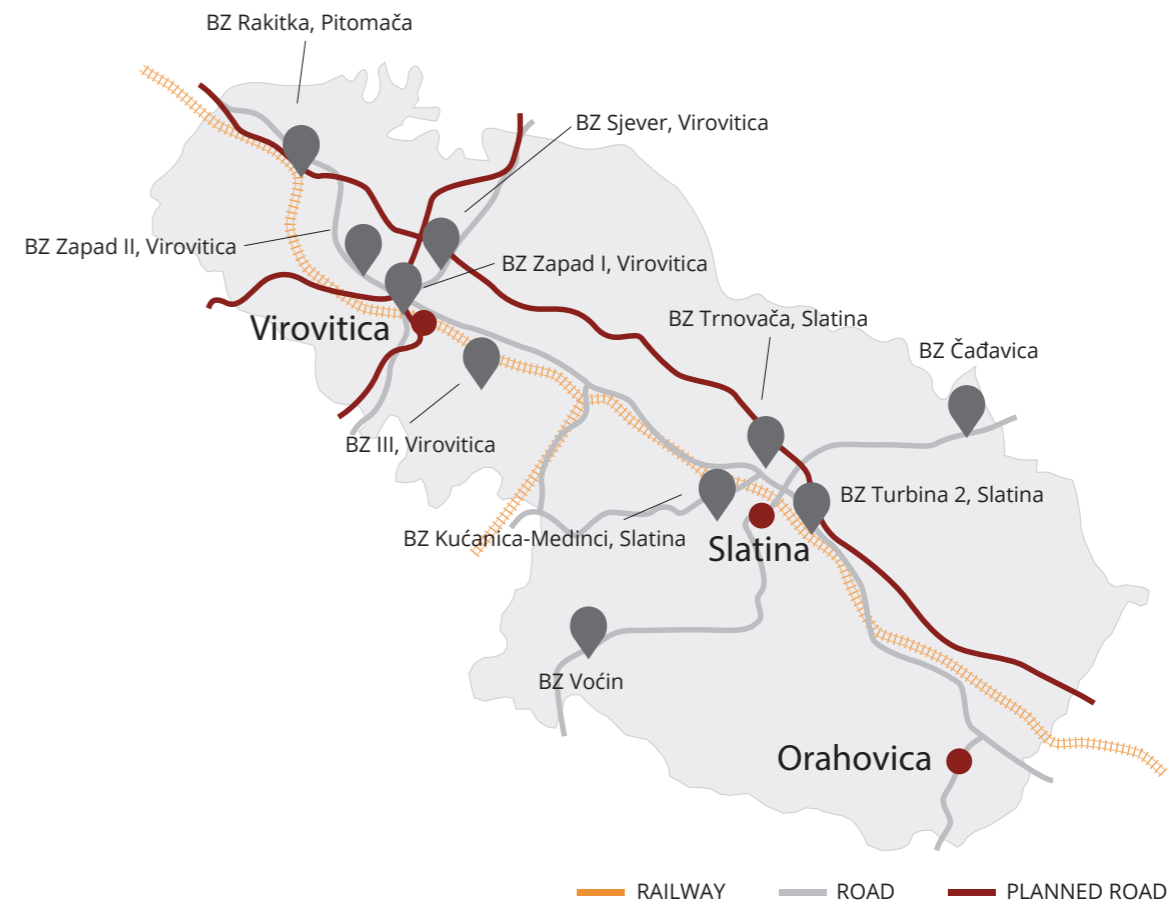 BZ Rakitka, Pitomača
BZ Sjever, Virovitica
BZ Zapad II, Virovitica
BZ Zapad I, Virovitica
Virovitica
BZ Trnovača, Slatina
BZ Čađavica
BZ III, Virovitica
BZ Turbina 2, Slatina
BZ Kućanica-Medinci, Slatina
Slatina
BZ Voćin
Orahovica
RAILWAY
ROAD
PLANNED ROAD